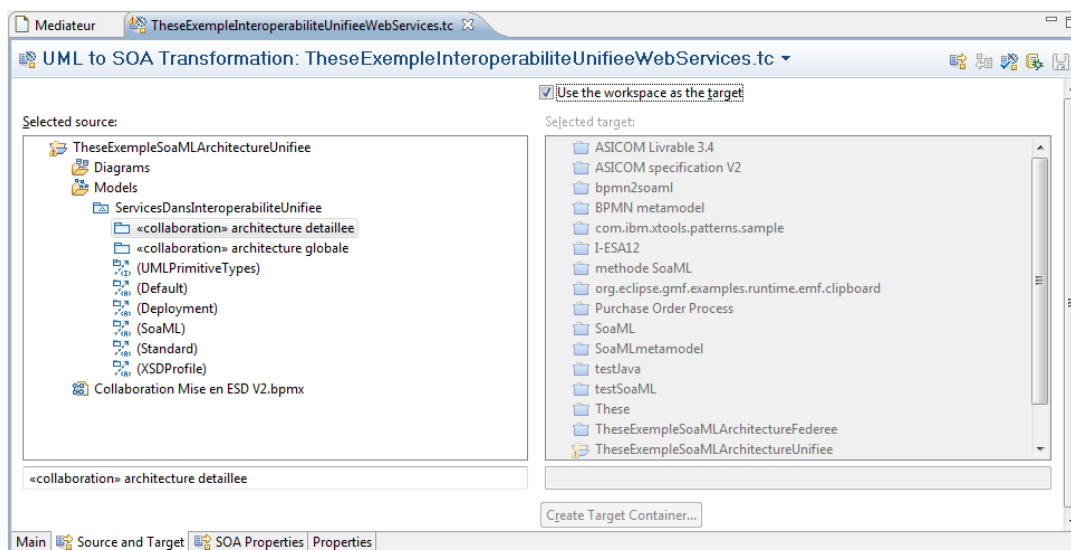 Mediateur
TheseExempleInteroperabiliteUnifieeWebServices.tc
UML to SOA Transformation: TheseExempleInteroperabiliteUnifieeWebServices.tc
Use the workspace as the target
Selected source:
Selected target:
TheseExempleSoaMLArchitectureUnifiee
Diagrams
Models
ServicesDansInteroperabiliteUnifiee
«collaboration» architecture detaillee
«collaboration» architecture globale
(UMLPrimitiveTypes)
(Default)
(Deployment)
(SoaML)
(Standard)
(XSDProfile)
Collaboration Mise en ESD V2.bpmx
ASICOM Livrable 3.4
ASICOM specification V2
bpmn2soaml
BPMN metamodel
com.ibm.xtools.patterns.sample
I-ESA12
methode SoaML
org.eclipse.gmf.examples.runtime.emf.clipboard
Purchase Order Process
SoaML
SoaMLmetamodel
testJava
testSoaML
These
TheseExempleSoaMLArchitectureFederee
TheseExempleSoaMLArchitectureUnifiee
«collaboration» architecture detaillee
Create Target Container...
Main Source and Target SOA Properties Properties